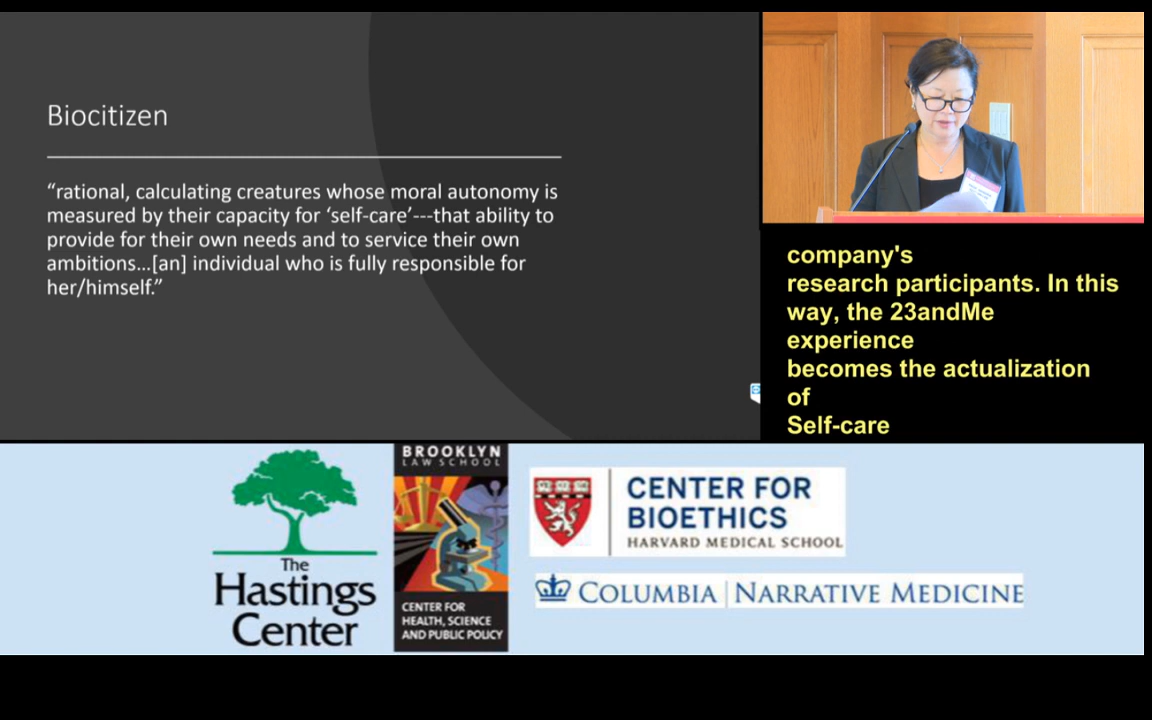 Biocitizen
“rational, calculating creatures whose moral autonomy is
measured by their capacity for ‘self-care’---that ability to
provide for their own needs and to service their own
ambitions…[an] individual who is fully responsible for
her/himself.”
company's
research participants. In this
way, the 23andMe
experience
becomes the actualization
of
Self-care
The
Hastings
Center
BROOKLYN
LAW SCHOOL
CENTER FOR
HEALTH, SCIENCE
AND PUBLIC POLICY
CENTER FOR
BIOETHICS
HARVARD MEDICAL SCHOOL
COLUMBIA | NARRATIVE MEDICINE